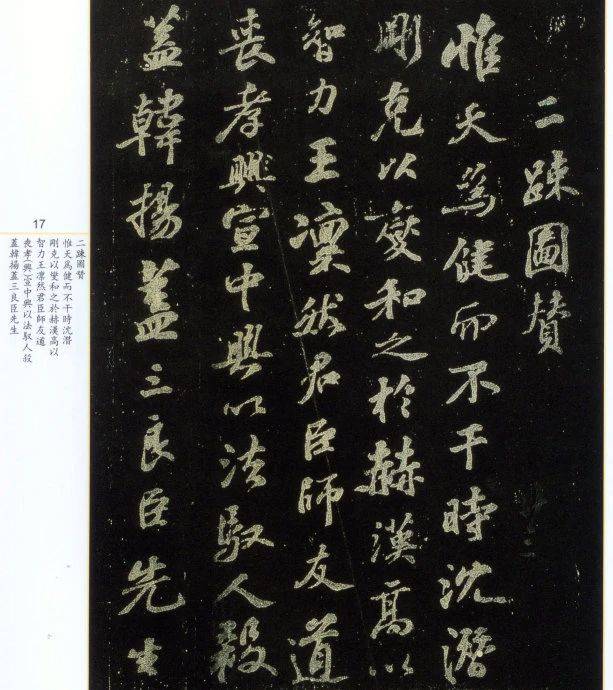 二疎圖贊
惟天為健而不干時沈潛
剛克以燮和之於赫漢高以
智力王凜然君臣師友道
喪孝興宣中興以法馭人殺
蓋韓揚蓋三良臣先生
17
二疎圖贊
惟天爲健而不干時沈潛
剛克以燮和之於赫漢高以
智力王凜然君臣師友道
喪孝(興)宣中興以法馭人殺
蓋韓揚蓋三良臣先生